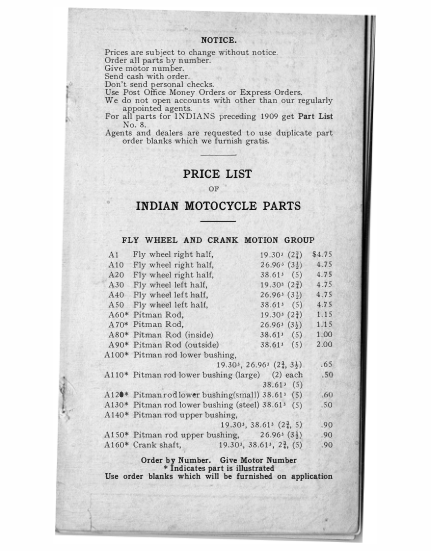 NOTICE.
Prices are subject to change without notice.
Order all parts by number.
Give motor number.
Send cash with order.
Don't send personal checks.
Use Post Office Money Orders or Express Orders.
We do not open accounts with other than our regularly
appointed agents.
For all parts for INDIANS preceding 1909 get Part List
No. 8.
Agents and dealers are requested to use duplicate part
order blanks which we furnish gratis.
PRICE LIST
OF
INDIAN MOTOCYCLE PARTS
FLY WHEEL AND CRANK MOTION GROUP
A1 Fly wheel right half, 19.30³ (2¾) $4.75
A10 Fly wheel right half, 26.96³ (3½) 4.75
A20 Fly wheel right half, 38.61³ (5) 4.75
A30 Fly wheel left half, 19.30³ (2¾) 4.75
A40 Fly wheel left half, 26.96³ (3½) 4.75
A50 Fly wheel left half, 38.61³ (5) 4.75
A60* Pitman Rod, 19.30³ (2¾) 1.15
A70* Pitman Rod, 26.96³ (3½) 1.15
A80* Pitman Rod (inside) 38.61³ (5) 1.00
A90* Pitman Rod (outside) 38.61³ (5) 2.00
A100* Pitman rod lower bushing,
19.30³, 26.96³ (2¾, 3½) .65
A110* Pitman rod lower bushing (large) (2) each .50
38.61³ (5)
A120* Pitman rod lower bushing(small) 38.61³ (5) .60
A130* Pitman rod lower bushing (steel) 38.61³ (5) .50
A140* Pitman rod upper bushing,
19.30³, 38.61³ (2¾, 5) .90
A150* Pitman rod upper bushing, 26.96³ (3½) .90
A160* Crank shaft, 19.30³, 38.61³, 2¾, (5) .90
Order by Number. Give Motor Number
* Indicates part is illustrated
Use order blanks which will be furnished on application